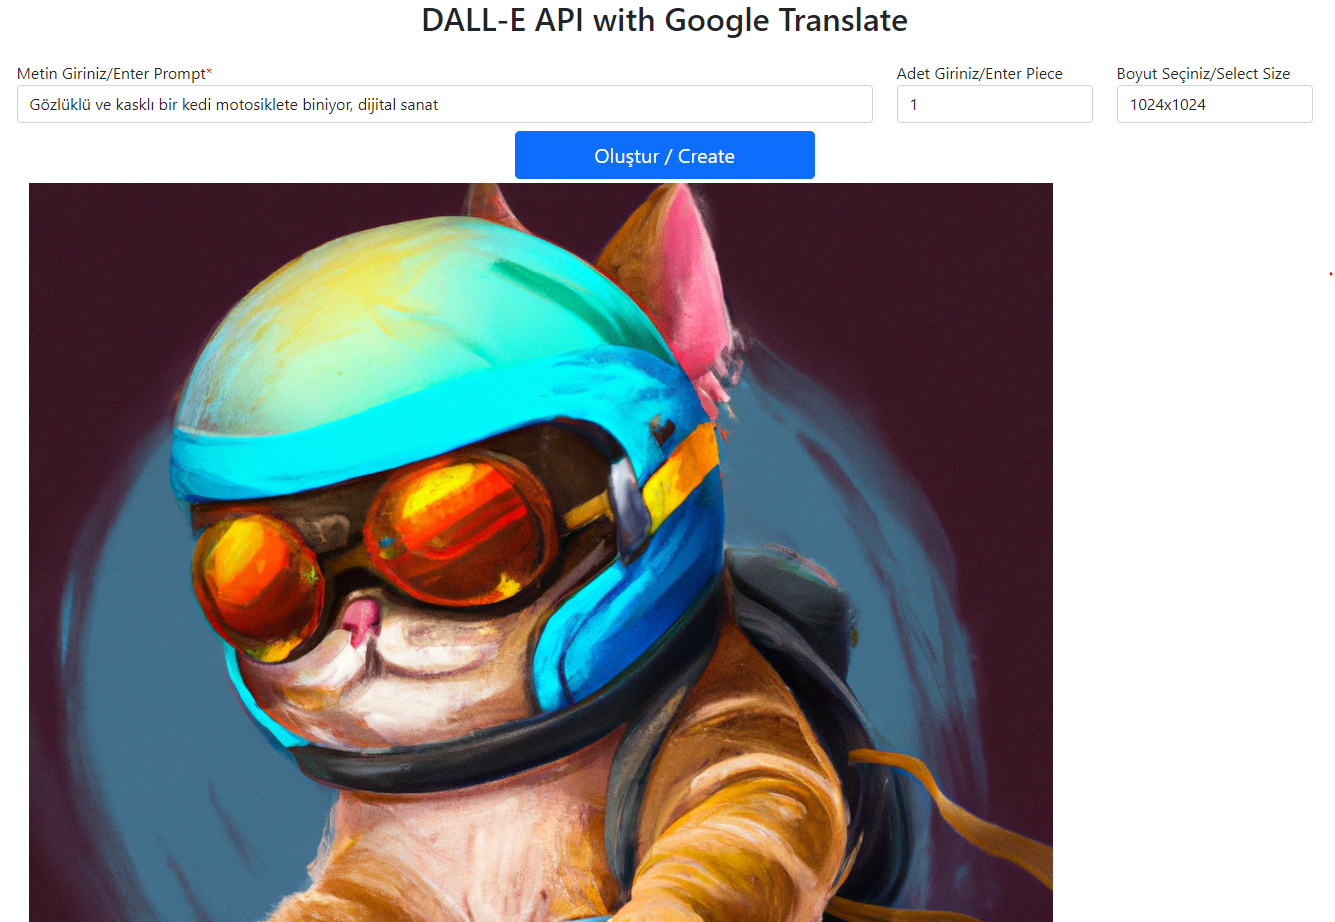 DALL-E API with Google Translate
Metin Giriniz/Enter Prompt*
Adet Giriniz/Enter Piece
Boyut Seçiniz/Select Size
Gözlüklü ve kasklı bir kedi motosiklete biniyor, dijital sanat
1
1024x1024
Oluştur / Create